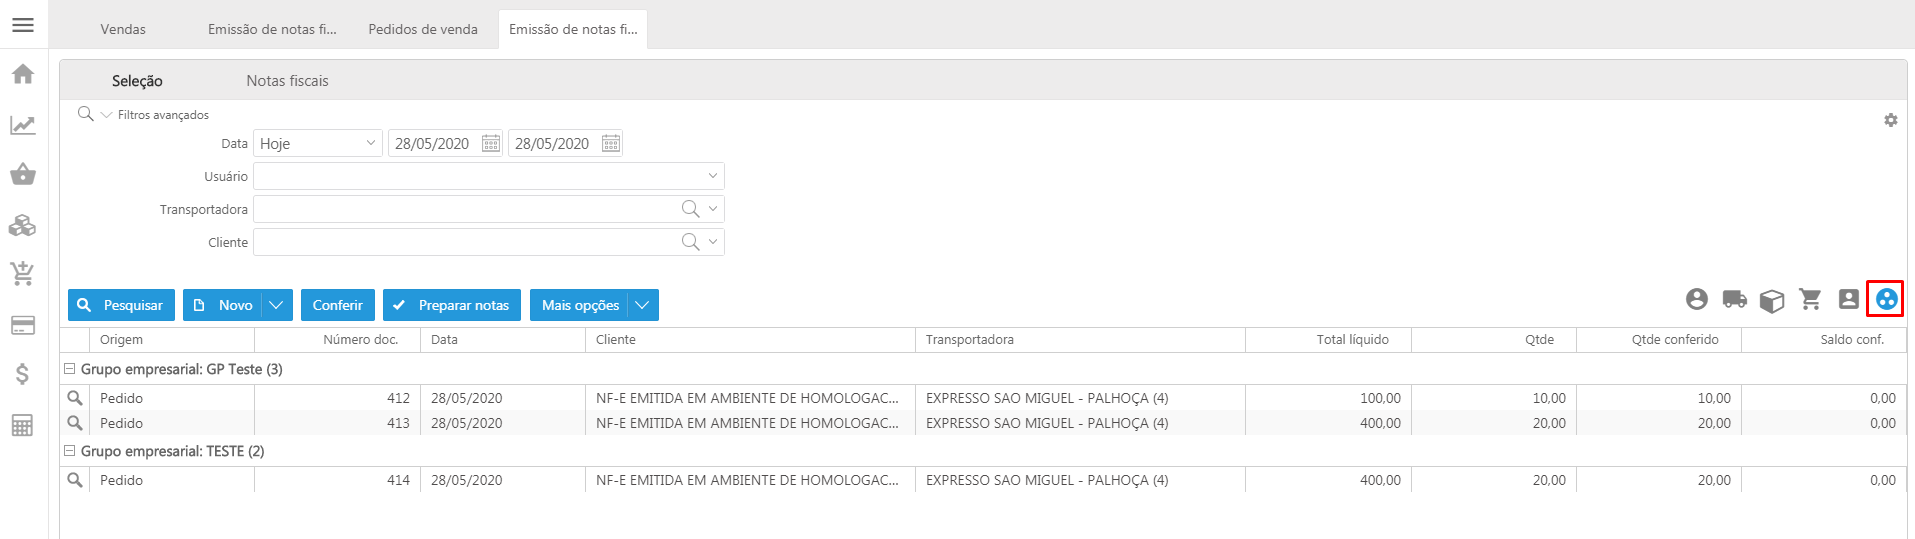 Vendas Emissão de notas fi... Pedidos de venda Emissão de notas fi...
Seleção Notas fiscais
Filtros avançados
Data Hoje 28/05/2020 28/05/2020
Usuário
Transportadora
Cliente
Pesquisar Novo Conferir Preparar notas Mais opções
Origem Número doc. Data Cliente Transportadora Total líquido Qtde Qtde conferido Saldo conf.
Grupo empresarial: GP Teste (3)
Pedido 412 28/05/2020 NF-E EMITIDA EM AMBIENTE DE HOMOLOGAC... EXPRESSO SAO MIGUEL - PALHOÇA (4) 100,00 10,00 10,00 0,00
Pedido 413 28/05/2020 NF-E EMITIDA EM AMBIENTE DE HOMOLOGAC... EXPRESSO SAO MIGUEL - PALHOÇA (4) 400,00 20,00 20,00 0,00
Grupo empresarial: TESTE (2)
Pedido 414 28/05/2020 NF-E EMITIDA EM AMBIENTE DE HOMOLOGAC... EXPRESSO SAO MIGUEL - PALHOÇA (4) 400,00 20,00 20,00 0,00